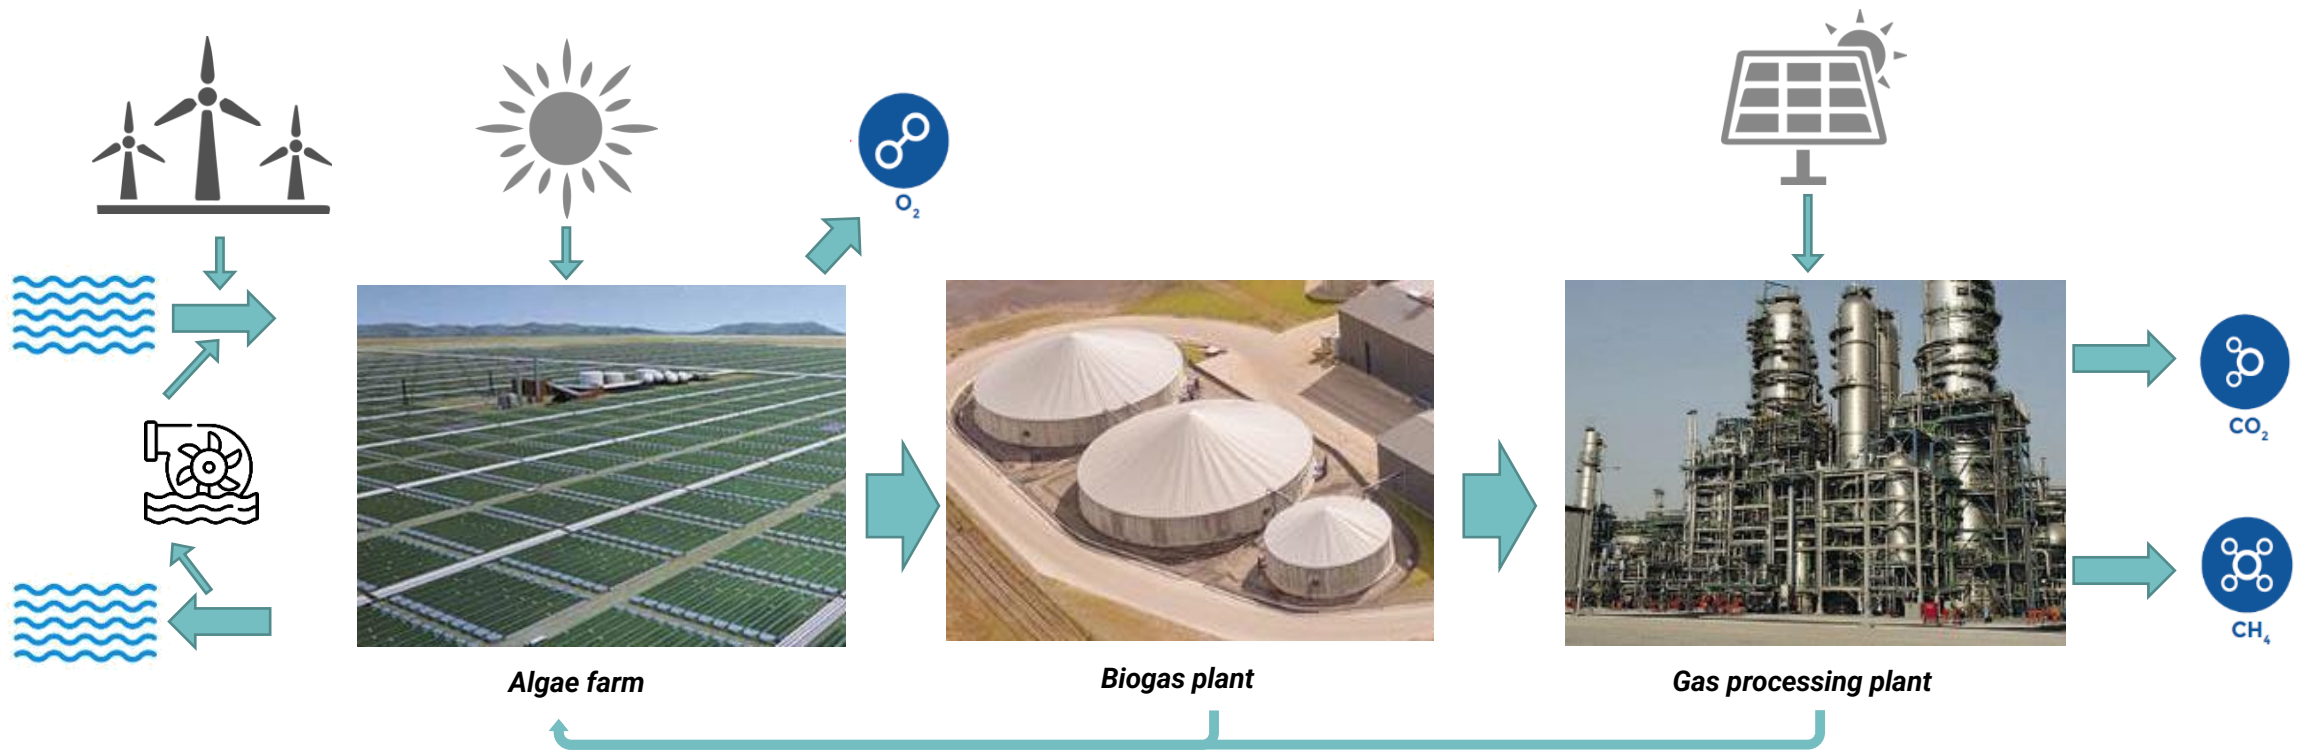 O₂
CO₂
CH₄
Algae farm
Biogas plant
Gas processing plant